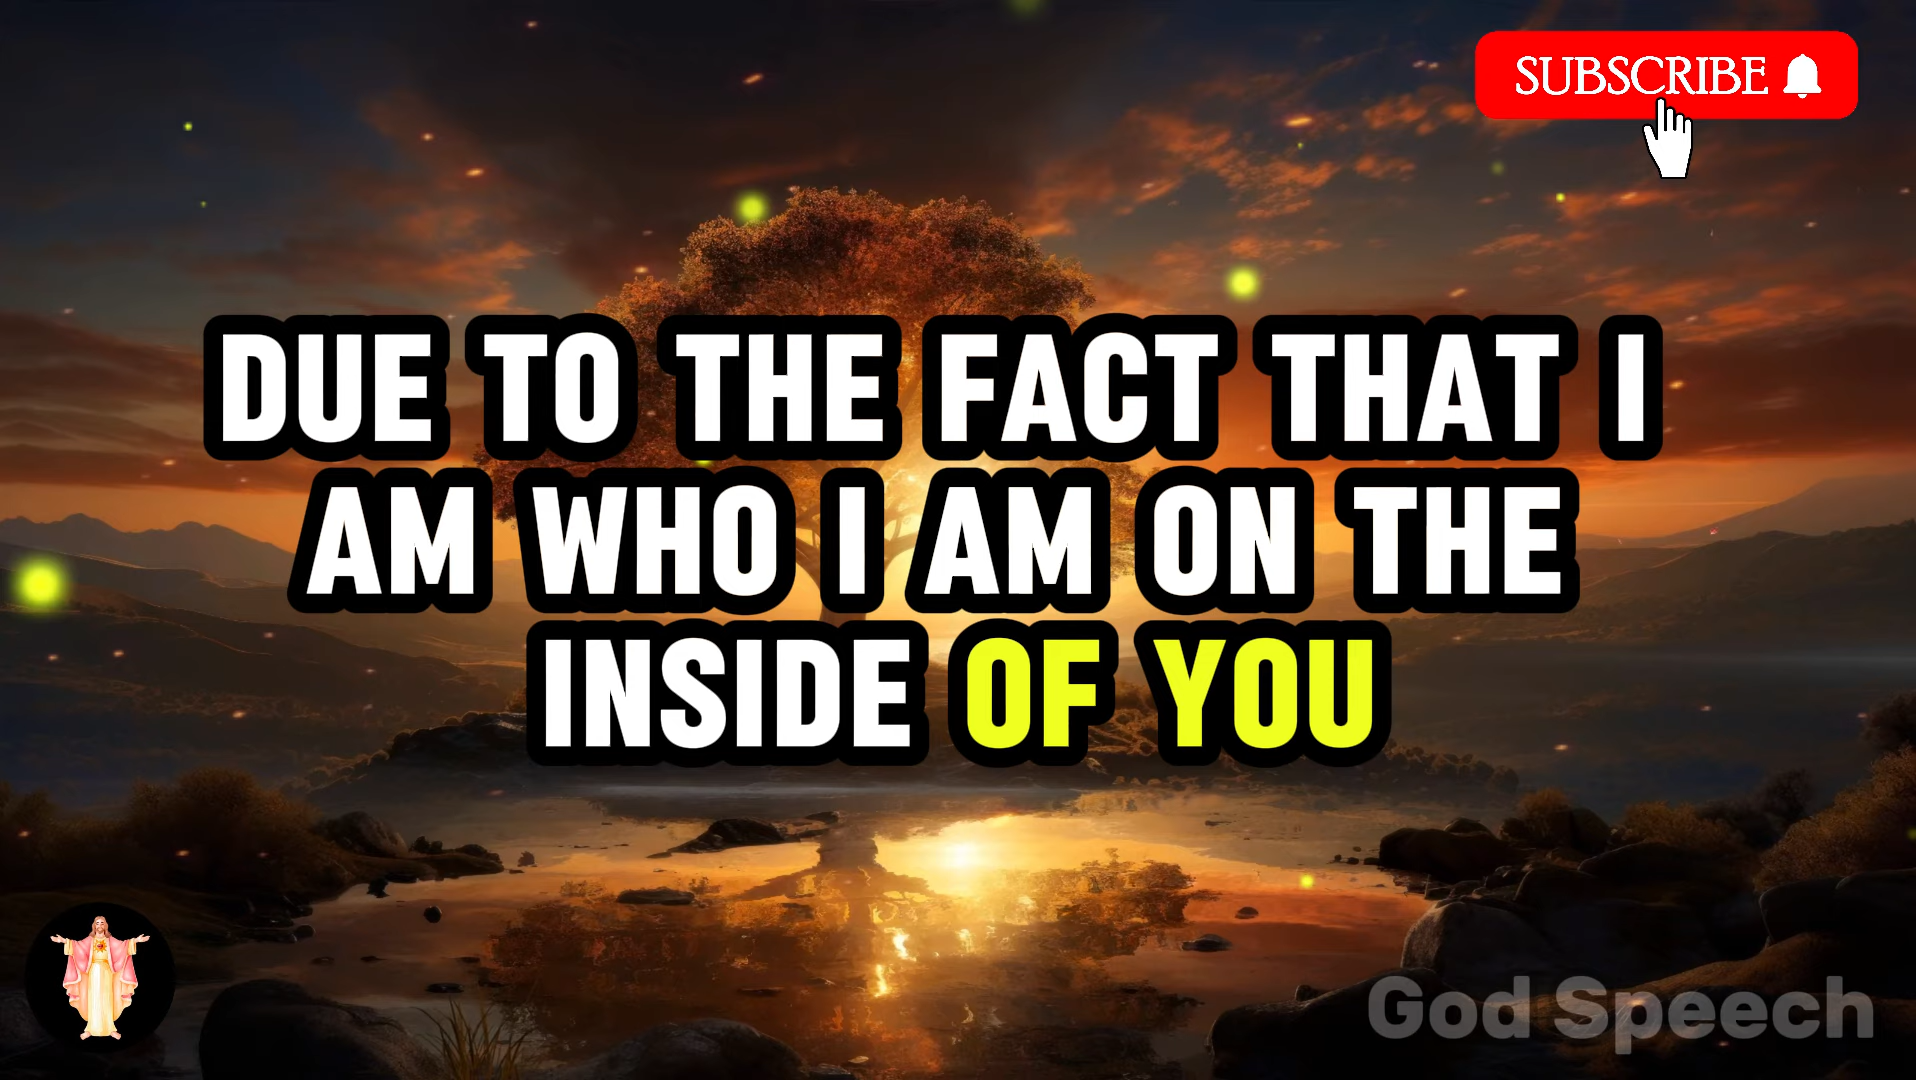 SUBSCRIBE
DUE TO THE FACT THAT I
AM WHO I AM ON THE
INSIDE OF YOU
God Speech